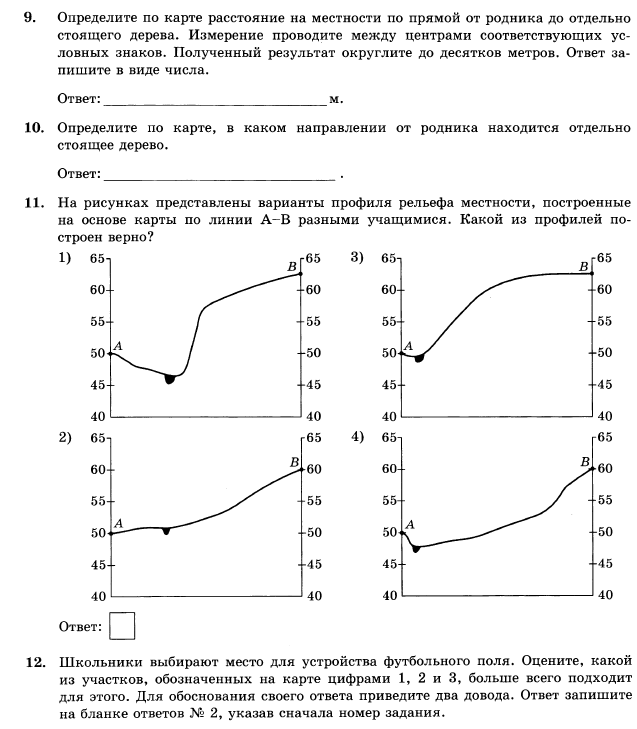 9. Определите по карте расстояние на местности по прямой от родника до отдельно
стоящего дерева. Измерение проводите между центрами соответствующих ус-
ловных знаков. Полученный результат округлите до десятков метров. Ответ за-
пишите в виде числа.
Ответ: ______________________________ м.
10. Определите по карте, в каком направлении от родника находится отдельно
стоящее дерево.
Ответ: ______________________________ .
11. На рисунках представлены варианты профиля рельефа местности, построенные
на основе карты по линии А–В разными учащимися. Какой из профилей по-
строен верно?
1) 65 60 55 50 45 40 A B 65 60 55 50 45 40
3) 65 60 55 50 45 40 A B 65 60 55 50 45 40
2) 65 60 55 50 45 40 A B 65 60 55 50 45 40
4) 65 60 55 50 45 40 A B 65 60 55 50 45 40
Ответ:
12. Школьники выбирают место для устройства футбольного поля. Оцените, какой
из участков, обозначенных на карте цифрами 1, 2 и 3, больше всего подходит
для этого. Для обоснования своего ответа приведите два довода. Ответ запишите
на бланке ответов № 2, указав сначала номер задания.